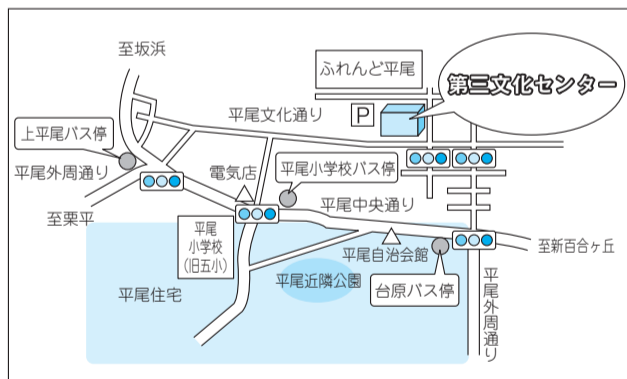 至坂浜
ふれんど平尾
第三文化センター
P
平尾文化通り
上平尾バス停
平尾外周通り
電気店
平尾小学校バス停
平尾中央通り
至栗平
平尾
小学校
(旧五小)
平尾自治会館
至新百合ヶ丘
平尾住宅
平尾近隣公園
台原バス停
平尾外周通り